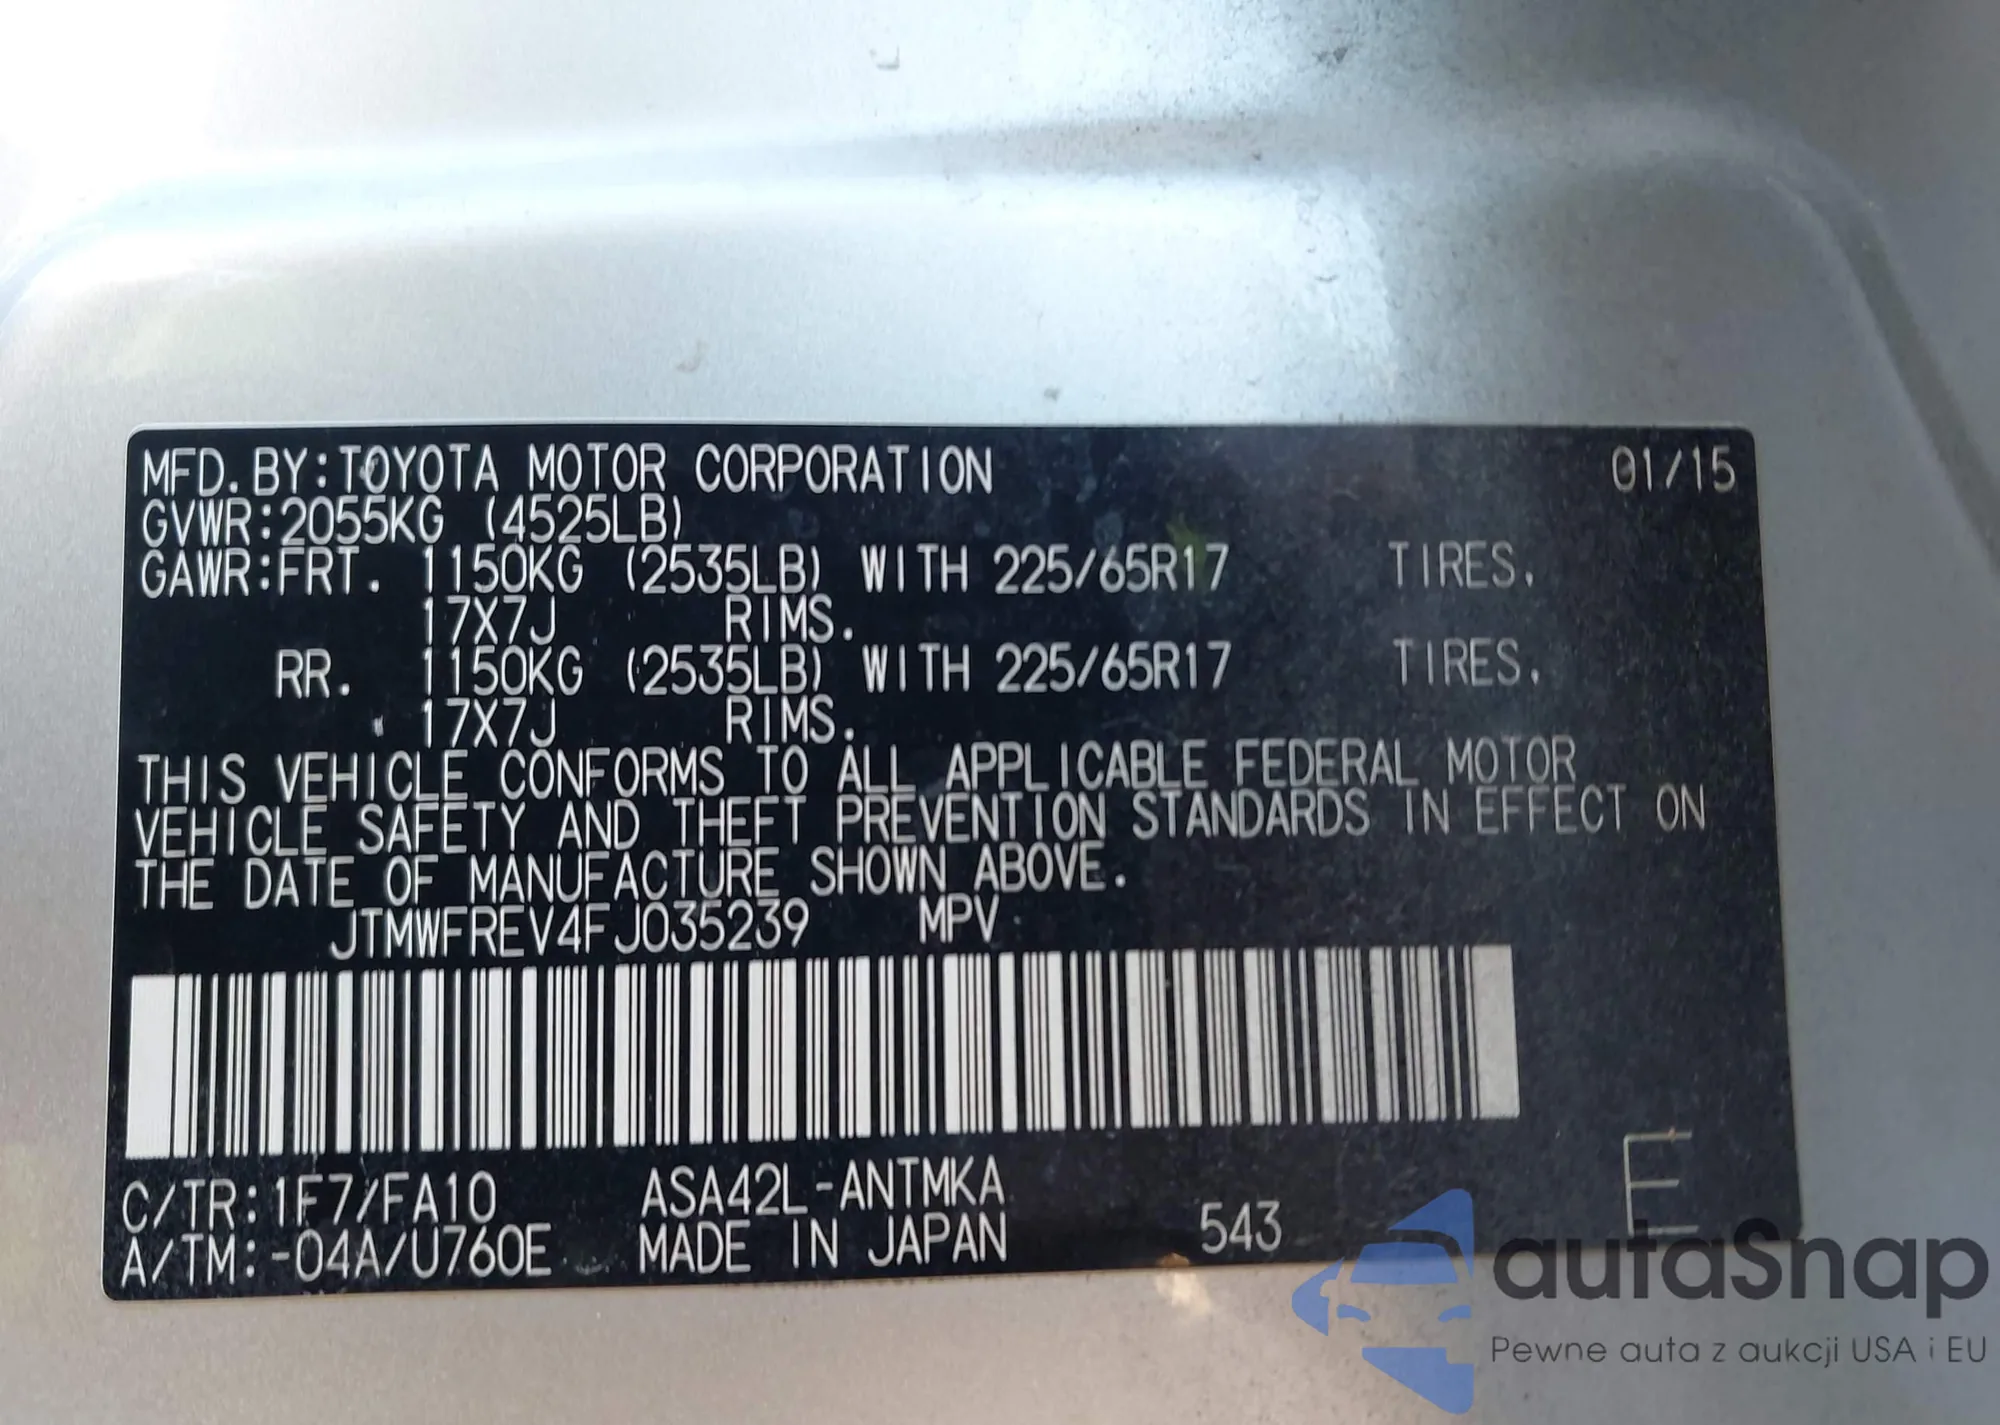 MFD.BY:TOYOTA MOTOR CORPORATION 01/15
GVWR:2055KG (4525LB)
GAWR:FRT. 1150KG (2535LB) WITH 225/65R17 TIRES.
17X7J RIMS.
RR. 1150KG (2535LB) WITH 225/65R17 TIRES.
17X7J RIMS.
THIS VEHICLE CONFORMS TO ALL APPLICABLE FEDERAL MOTOR
VEHICLE SAFETY AND THEFT PREVENTION STANDARDS IN EFFECT ON
THE DATE OF MANUFACTURE SHOWN ABOVE.
JTMWFREV4FJ035239 MPV
C/TR:1F7/FA10 ASA42L-ANTMKA
A/TM:-04A/U760E MADE IN JAPAN 543 E
autaSnap
Pewne auta z aukcji USA i EU